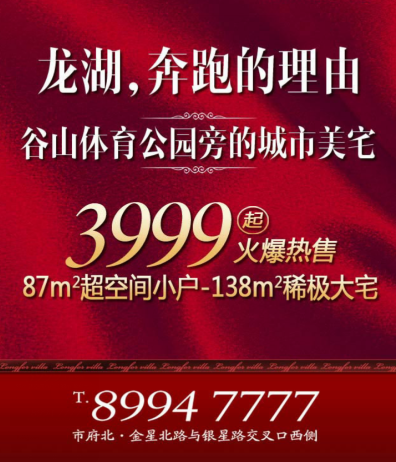 龙湖,奔跑的理由
谷山体育公园旁的城市美宅
3999起
火爆热售
87m²超空间小户-138m²稀极大宅
T. 8994 7777
市府北·金星北路与银星路交叉口西侧